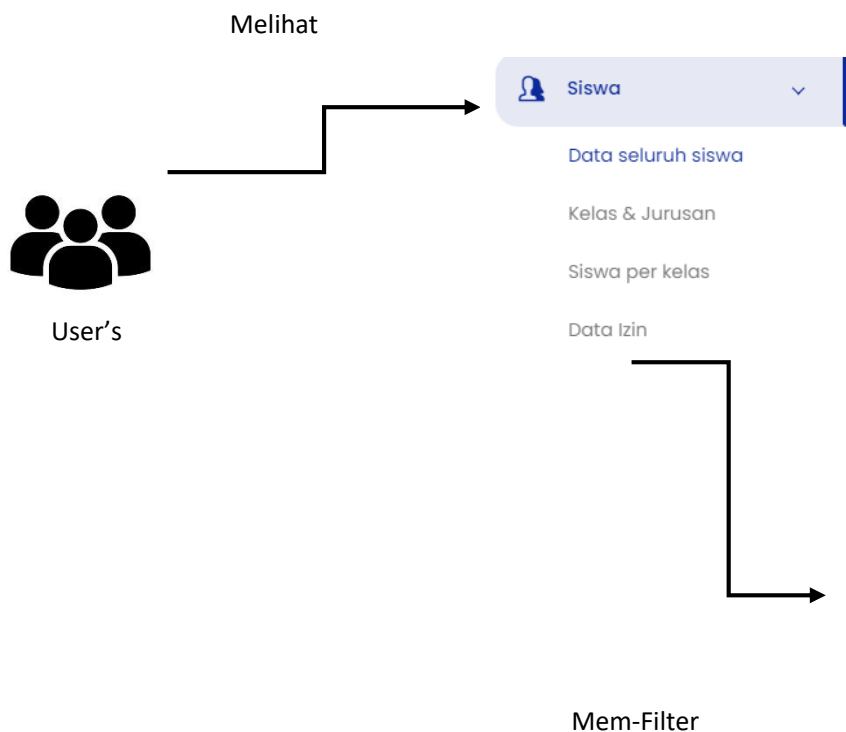 Melihat
Siswa
Data seluruh siswa
Kelas & Jurusan
Siswa per kelas
User’s
Data Izin
Mem-Filter